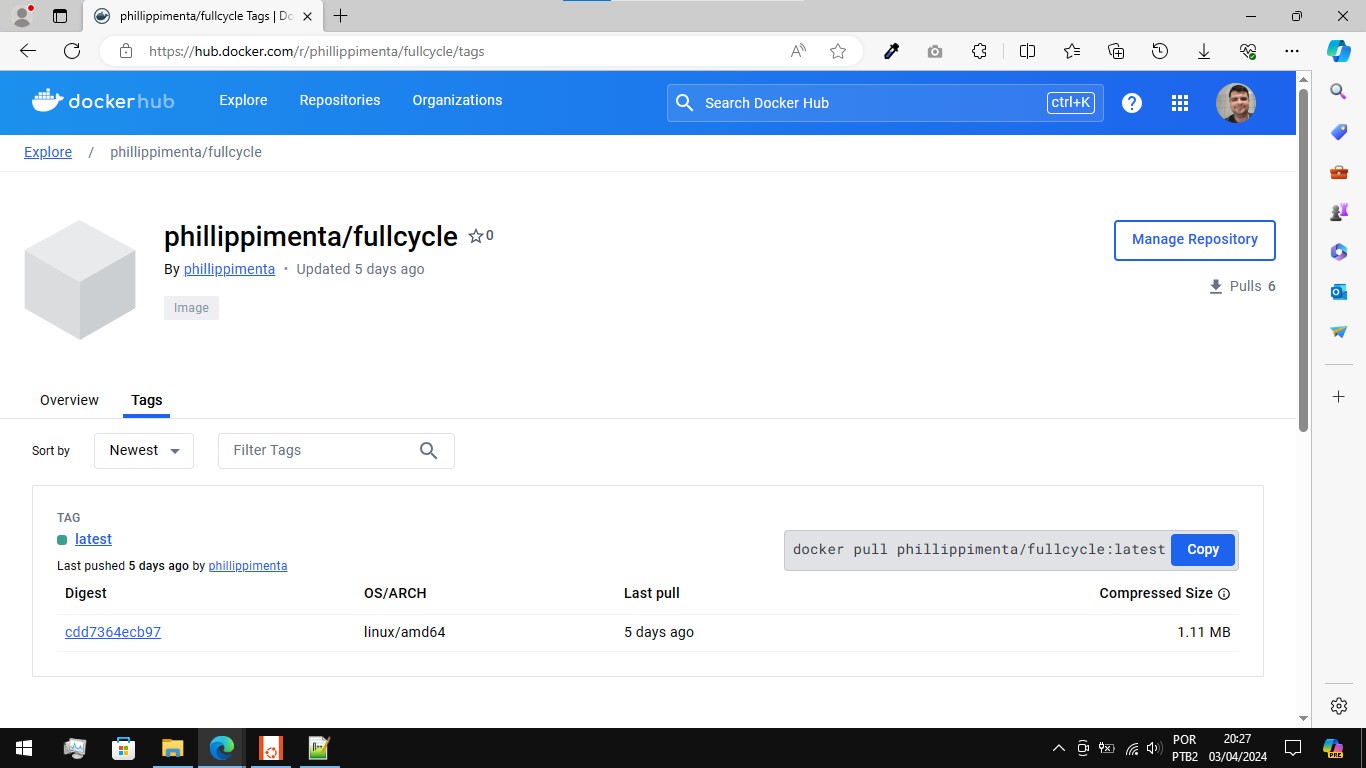 phillippimenta/fullcycle Tags | Do
https://hub.docker.com/r/phillippimenta/fullcycle/tags
dockerhub
Explore
Repositories
Organizations
Search Docker Hub
ctrl+K
Explore / phillippimenta/fullcycle
phillippimenta/fullcycle
0
Manage Repository
By phillippimenta • Updated 5 days ago
Pulls 6
Image
Overview
Tags
Sort by
Newest
Filter Tags
TAG
latest
docker pull phillippimenta/fullcycle:latest
Copy
Last pushed 5 days ago by phillippimenta
Digest
OS/ARCH
Last pull
Compressed Size
cdd7364ecb97
linux/amd64
5 days ago
1.11 MB
POR
PTB2
20:27
03/04/2024